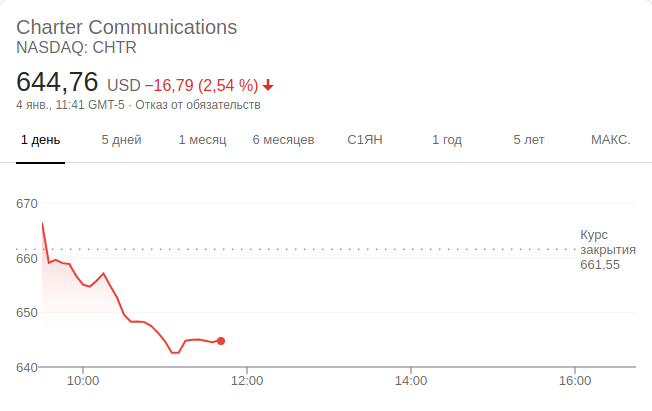 Charter Communications
NASDAQ: CHTR
644,76 USD −16,79 (2,54 %)
4 янв., 11:41 GMT-5 · Отказ от обязательств
1 день 5 дней 1 месяц 6 месяцев С1ЯН 1 год 5 лет МАКС.
670
Курс
закрытия
661,55
660
650
640
10:00 12:00 14:00 16:00